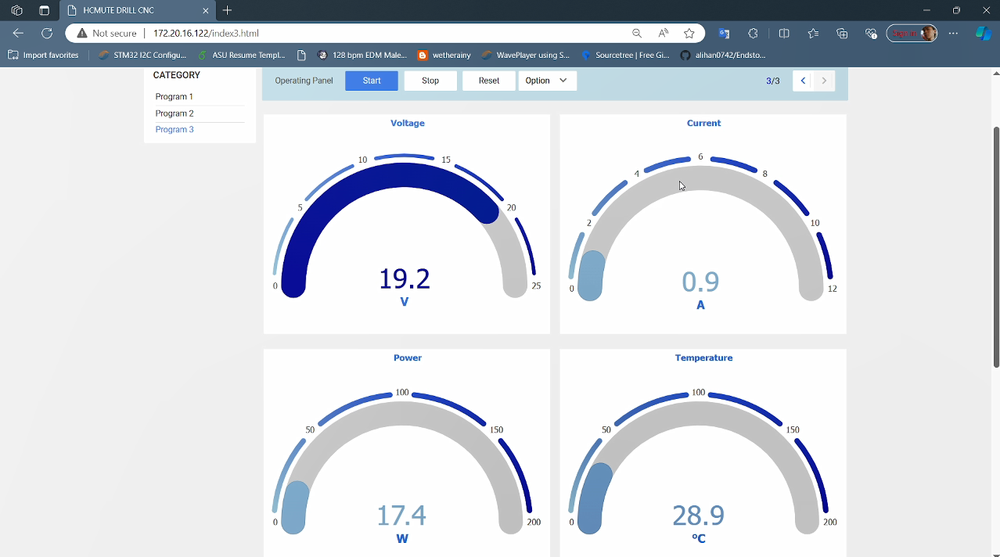 HCMUTE DRILL CNC
Not secure
172.20.16.122/index3.html
Sign in
Import favorites
STM32 I2C Configu...
ASU Resume Templ...
128 bpm EDM Male...
wetherainy
WavePlayer using S...
Sourcetree | Free Gi...
alihan0742/Endsto...
CATEGORY
Program 1
Program 2
Program 3
Operating Panel
Start
Stop
Reset
Option
3/3
Voltage
0
5
10
15
20
25
19.2
V
Current
0
2
4
6
8
10
12
0.9
A
Power
0
50
100
150
200
17.4
W
Temperature
0
50
100
150
200
28.9
°C